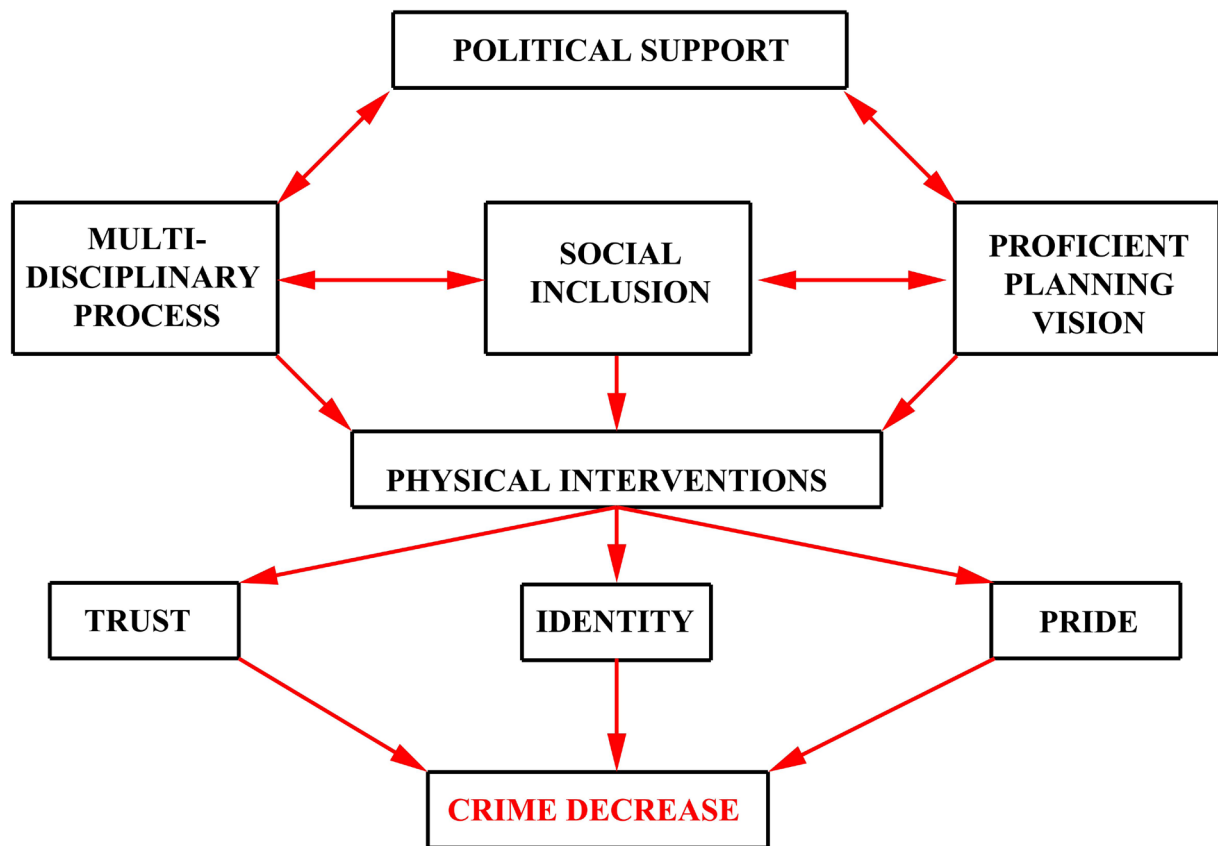 POLITICAL SUPPORT
MULTI-
DISCIPLINARY
PROCESS
SOCIAL
INCLUSION
PROFICIENT
PLANNING
VISION
PHYSICAL INTERVENTIONS
TRUST
IDENTITY
PRIDE
CRIME DECREASE